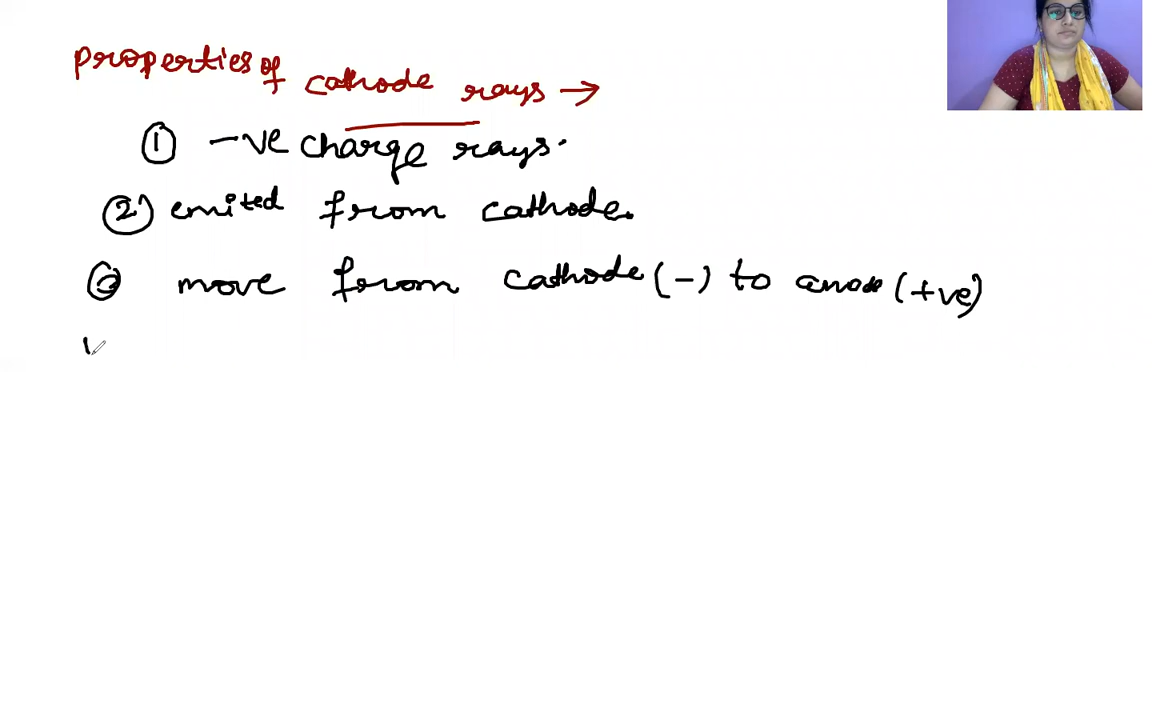 properties of cathode rays →
① -ve charge rays.
② emited from cathode.
③ move from cathode (-) to anode (+ve)